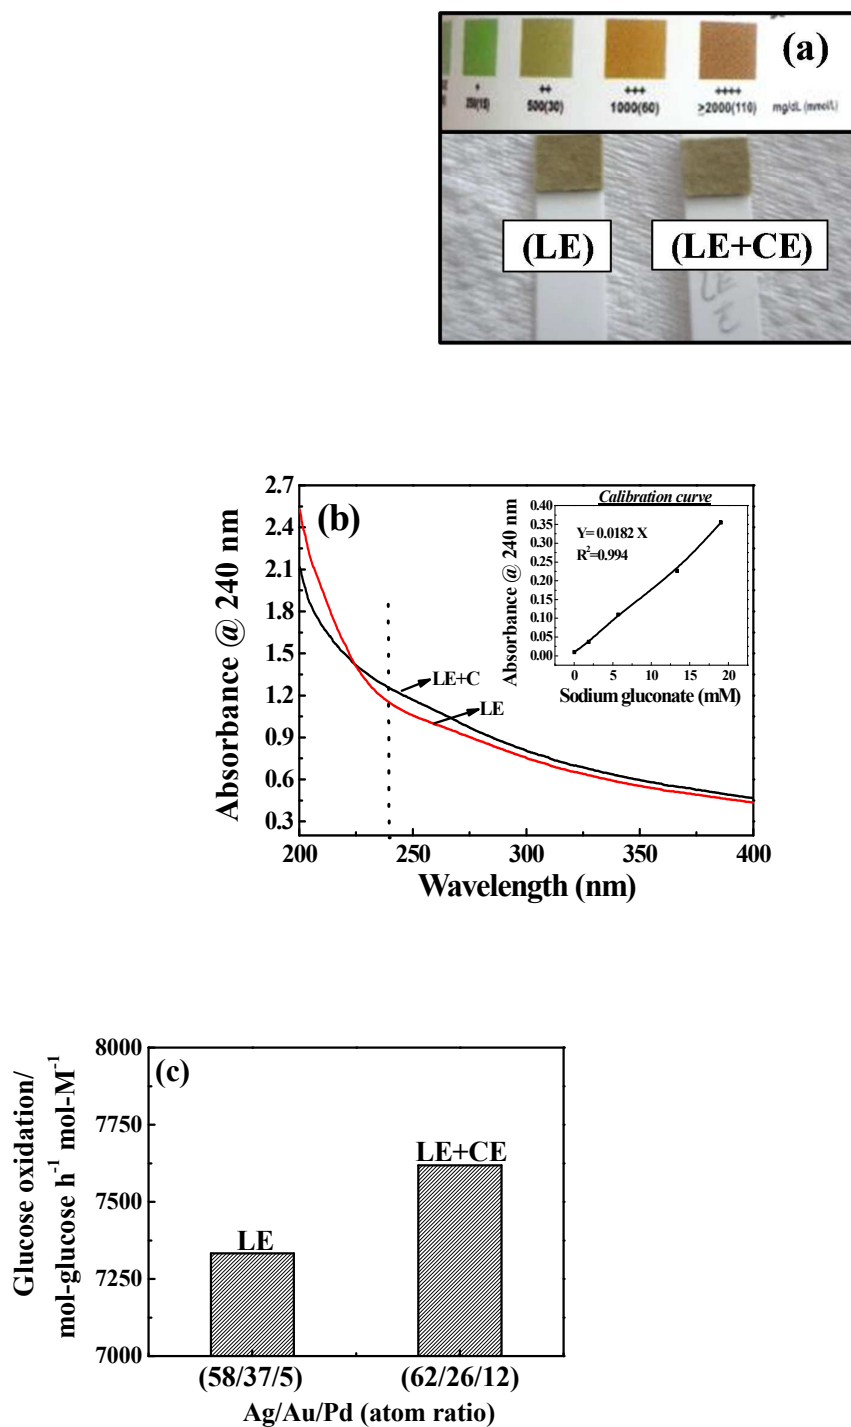 (a)
+ ++ +++ ++++
500(30) 1000(60) >2000(110) mg/dL (mmol/L)
(LE) (LE+CE)
(b)
Absorbance @ 240 nm
2.7
2.4
2.1
1.8
1.5
1.2
0.9
0.6
0.3
200 250 300 350 400
Wavelength (nm)
LE+C
LE
Calibration curve
Absorbance @ 240 nm
0.40
0.35
0.30
0.25
0.20
0.15
0.10
0.05
0.00
Y= 0.0182 X
R²=0.994
0 5 10 15 20
Sodium gluconate (mM)
(c)
Glucose oxidation/
mol-glucose h⁻¹ mol-M⁻¹
8000
7750
7500
7250
7000
LE
LE+CE
(58/37/5) (62/26/12)
Ag/Au/Pd (atom ratio)